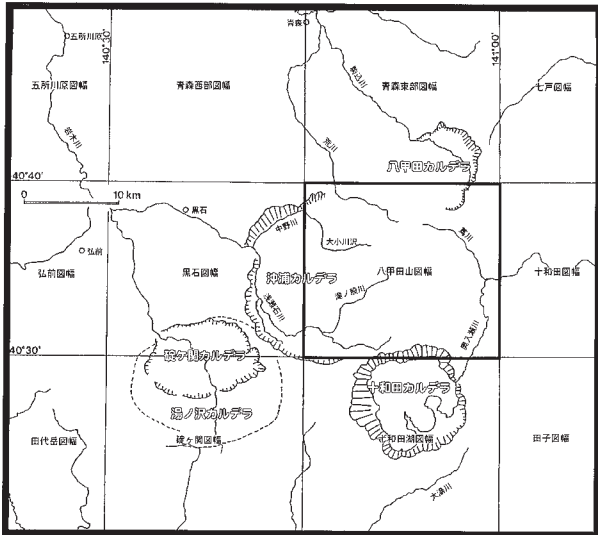 青森
五所川原
140°30'
141°00'
駒込川
五所川原図幅
青森西部図幅
青森東部図幅
七戸図幅
岩木川
荒川
八甲田カルデラ
40°40'
0 10 km
黒石
中野川
蔦川
大小川沢
弘前
弘前図幅
黒石図幅
沖浦カルデラ
八甲田山図幅
十和田図幅
湯ノ股川
浅瀬石川
奥入瀬川
40°30'
碇ケ関カルデラ
十和田カルデラ
湯ノ沢カルデラ
田代岳図幅
碇ヶ関図幅
十和田湖図幅
田子図幅
大湯川